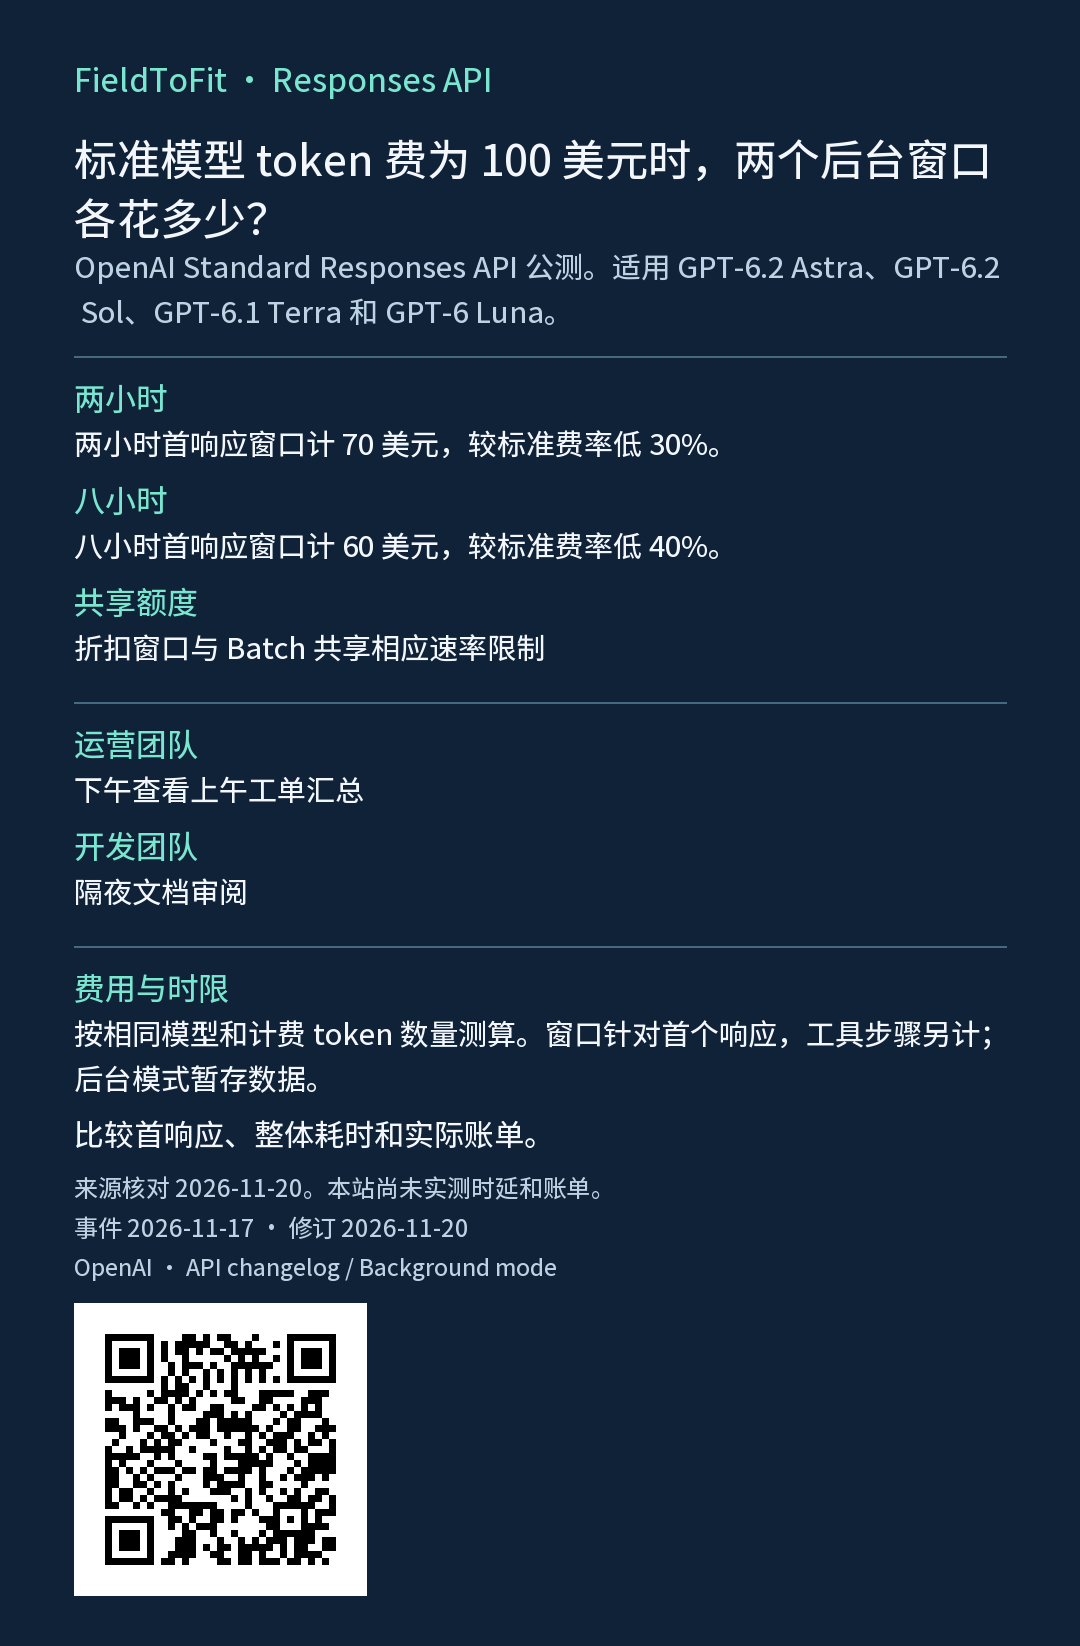 FieldToFit · Responses API
标准模型 token 费为 100 美元时，两个后台窗口
各花多少？
OpenAI Standard Responses API 公测。适用 GPT-6.2 Astra、GPT-6.2
Sol、GPT-6.1 Terra 和 GPT-6 Luna。
两小时
两小时首响应窗口计 70 美元，较标准费率低 30%。
八小时
八小时首响应窗口计 60 美元，较标准费率低 40%。
共享额度
折扣窗口与 Batch 共享相应速率限制
运营团队
下午查看上午工单汇总
开发团队
隔夜文档审阅
费用与时限
按相同模型和计费 token 数量测算。窗口针对首个响应，工具步骤另计；
后台模式暂存数据。
比较首响应、整体耗时和实际账单。
来源核对 2026-11-20。本站尚未实测时延和账单。
事件 2026-11-17 · 修订 2026-11-20
OpenAI · API changelog / Background mode